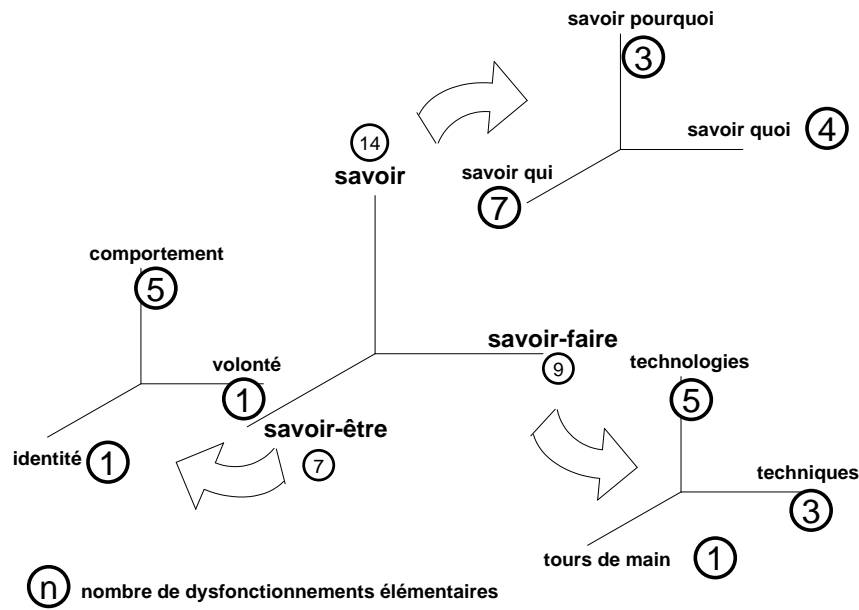 savoir pourquoi
3
savoir quoi
4
savoir qui
7
14
savoir
comportement
5
volonté
1
identité
1
savoir-être
7
savoir-faire
9
technologies
5
techniques
3
tours de main
1
n nombre de dysfonctionnements élémentaires